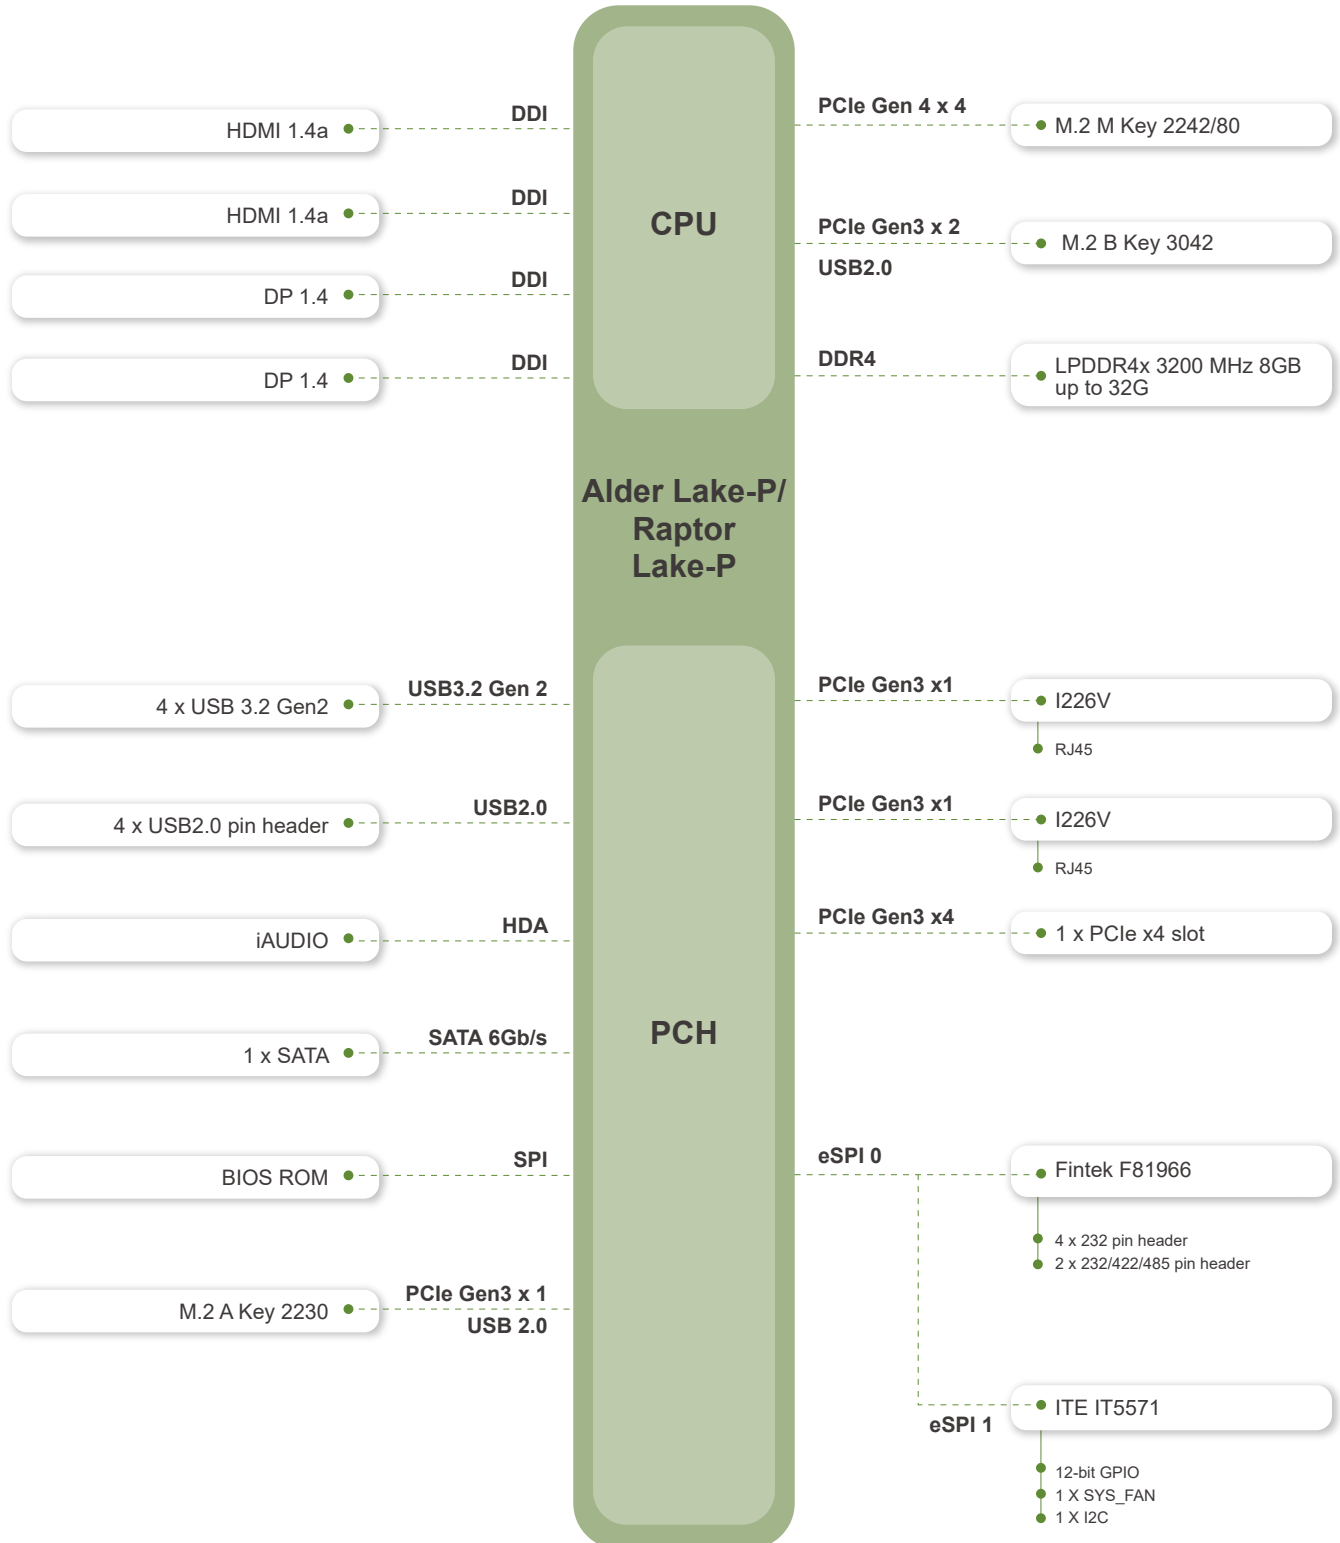 HDMI 1.4a
DDI
HDMI 1.4a
DDI
DP 1.4
DDI
DP 1.4
DDI
CPU
PCIe Gen 4 x 4
M.2 M Key 2242/80
PCIe Gen3 x 2
USB2.0
M.2 B Key 3042
DDR4
LPDDR4x 3200 MHz 8GB
up to 32G
Alder Lake-P/
Raptor
Lake-P
4 x USB 3.2 Gen2
USB3.2 Gen 2
4 x USB2.0 pin header
USB2.0
iAUDIO
HDA
1 x SATA
SATA 6Gb/s
BIOS ROM
SPI
M.2 A Key 2230
PCIe Gen3 x 1
USB 2.0
PCH
PCIe Gen3 x1
I226V
RJ45
PCIe Gen3 x1
I226V
RJ45
PCIe Gen3 x4
1 x PCIe x4 slot
eSPI 0
Fintek F81966
4 x 232 pin header
2 x 232/422/485 pin header
eSPI 1
ITE IT5571
12-bit GPIO
1 X SYS_FAN
1 X I2C